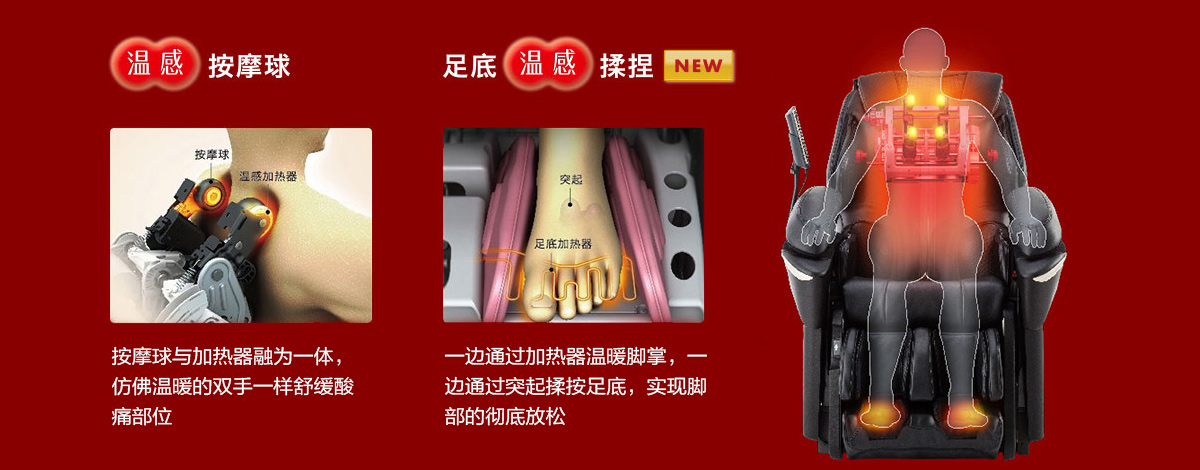 温感 按摩球
按摩球
温感加热器
按摩球与加热器融为一体，
仿佛温暖的双手一样舒缓酸
痛部位
足底 温感 揉捏 NEW
突起
足底加热器
一边通过加热器温暖脚掌，一
边通过突起揉按足底，实现脚
部的彻底放松